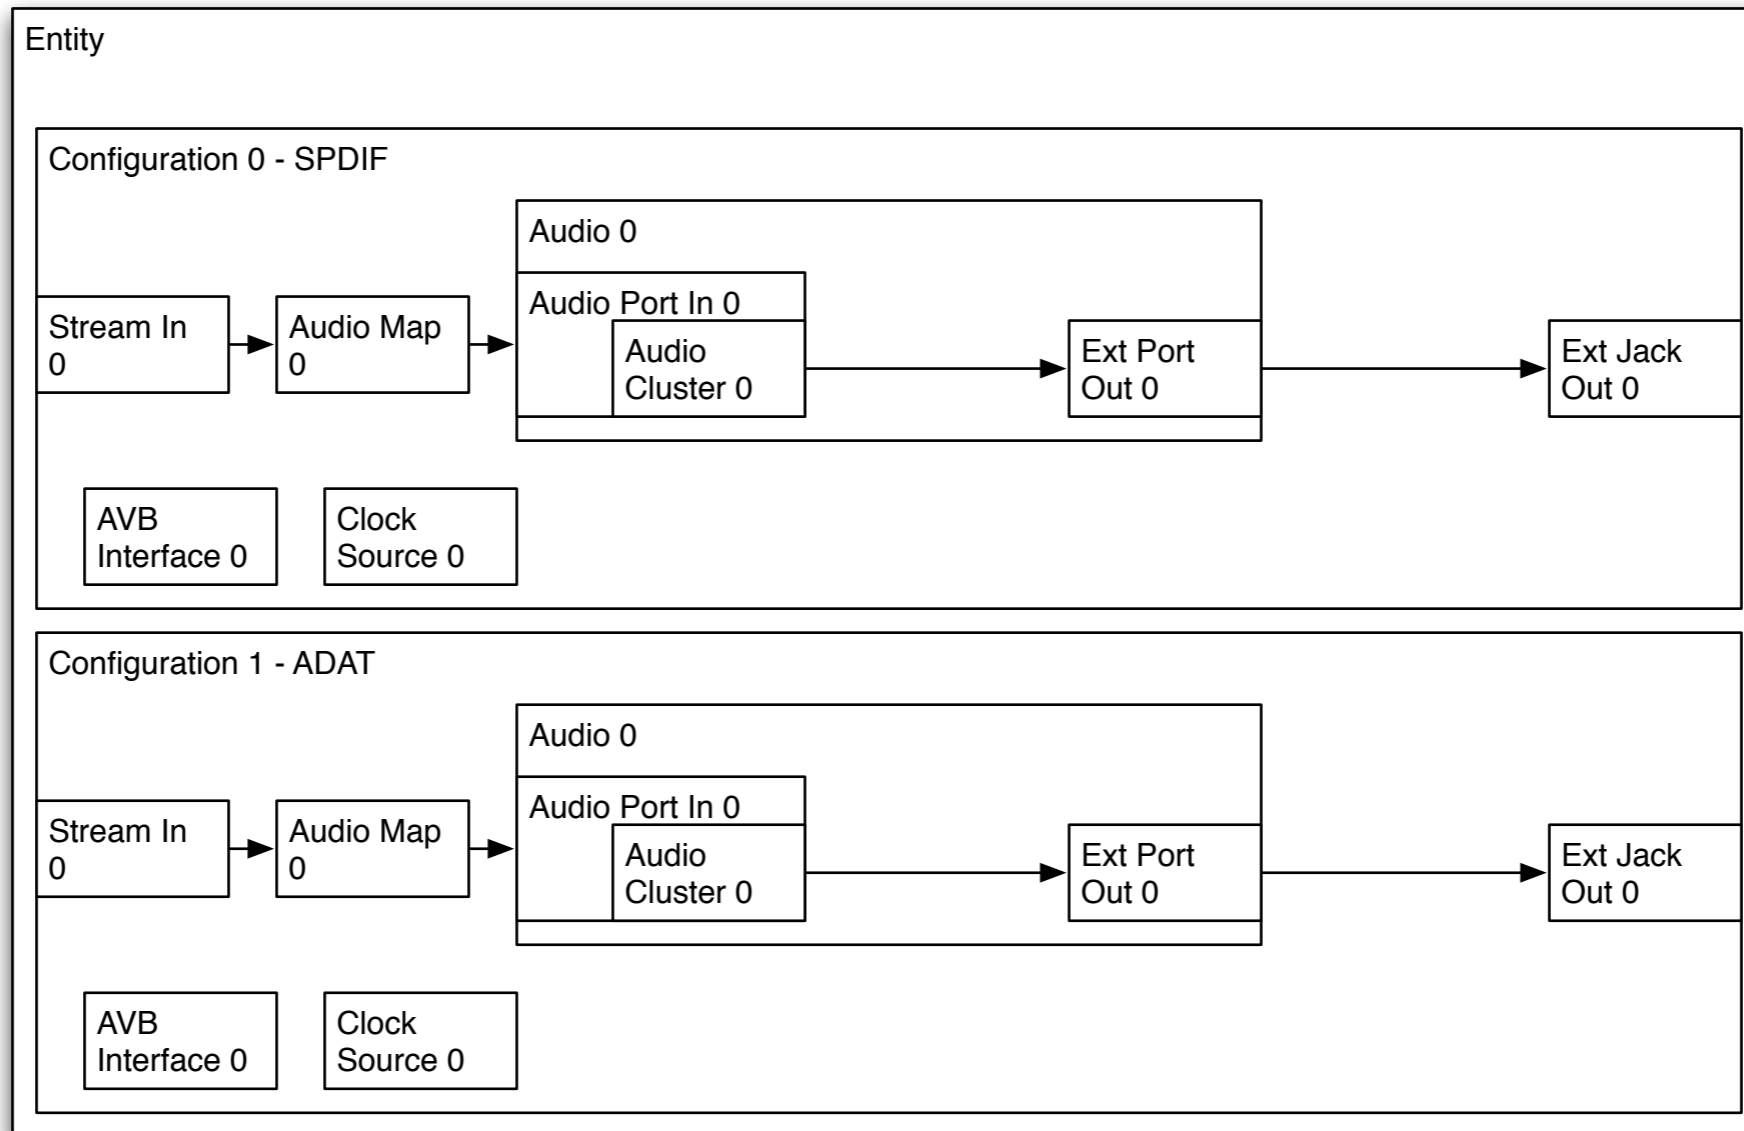 Entity
Configuration 0 - SPDIF
Audio 0
Audio Port In 0
Stream In
0
Audio Map
0
Audio
Cluster 0
Ext Port
Out 0
Ext Jack
Out 0
AVB
Interface 0
Clock
Source 0
Configuration 1 - ADAT
Audio 0
Audio Port In 0
Stream In
0
Audio Map
0
Audio
Cluster 0
Ext Port
Out 0
Ext Jack
Out 0
AVB
Interface 0
Clock
Source 0